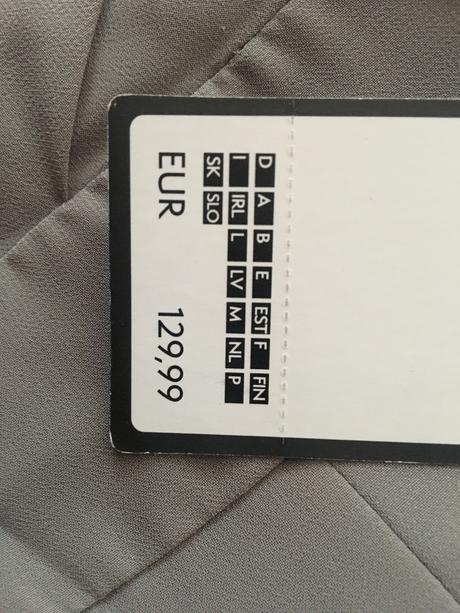 D A B E EST F FIN
I IRL L LV M NL P
SK SLO
EUR 129,99